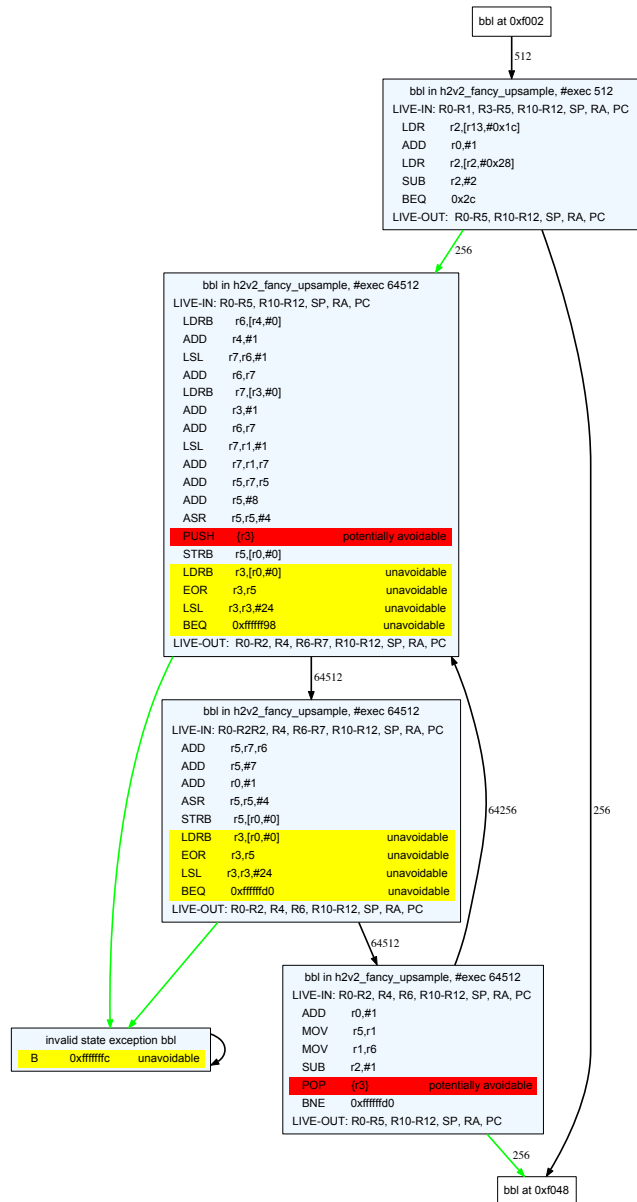 bbl at 0xf002
512
bbl in h2v2_fancy_upsample, #exec 512
LIVE-IN: R0-R1, R3-R5, R10-R12, SP, RA, PC
LDR r2,[r13,#0x1c]
ADD r0,#1
LDR r2,[r2,#0x28]
SUB r2,#2
BEQ 0x2c
LIVE-OUT: R0-R5, R10-R12, SP, RA, PC
256
bbl in h2v2_fancy_upsample, #exec 64512
LIVE-IN: R0-R5, R10-R12, SP, RA, PC
LDRB r6,[r4,#0]
ADD r4,#1
LSL r7,r6,#1
ADD r6,r7
LDRB r7,[r3,#0]
ADD r3,#1
ADD r6,r7
LSL r7,r1,#1
ADD r7,r1,r7
ADD r5,r7,r5
ADD r5,#8
ASR r5,r5,#4
PUSH {r3} potentially avoidable
STRB r5,[r0,#0]
LDRB r3,[r0,#0] unavoidable
EOR r3,r5 unavoidable
LSL r3,r3,#24 unavoidable
BEQ 0xffffff98 unavoidable
LIVE-OUT: R0-R2, R4, R6-R7, R10-R12, SP, RA, PC
64512
bbl in h2v2_fancy_upsample, #exec 64512
LIVE-IN: R0-R2R2, R4, R6-R7, R10-R12, SP, RA, PC
ADD r5,r7,r6
ADD r5,#7
ADD r0,#1
ASR r5,r5,#4
STRB r5,[r0,#0]
LDRB r3,[r0,#0] unavoidable
EOR r3,r5 unavoidable
LSL r3,r3,#24 unavoidable
BEQ 0xffffffd0 unavoidable
LIVE-OUT: R0-R2, R4, R6, R10-R12, SP, RA, PC
64256
256
64512
bbl in h2v2_fancy_upsample, #exec 64512
LIVE-IN: R0-R2, R4, R6, R10-R12, SP, RA, PC
ADD r0,#1
MOV r5,r1
MOV r1,r6
SUB r2,#1
POP {r3} potentially avoidable
BNE 0xffffffd0
LIVE-OUT: R0-R5, R10-R12, SP, RA, PC
invalid state exception bbl
B 0xfffffffc unavoidable
256
bbl at 0xf048